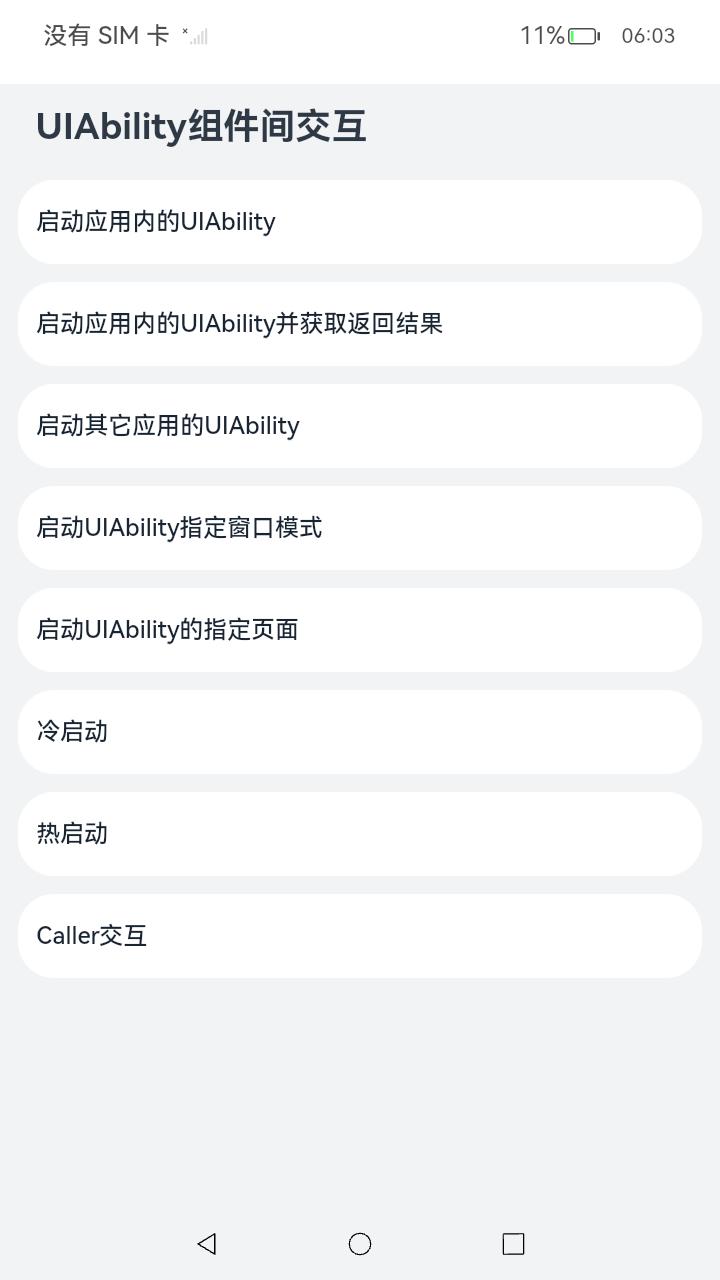 没有 SIM 卡
11% 06:03
UIAbility组件间交互
启动应用内的UIAbility
启动应用内的UIAbility并获取返回结果
启动其它应用的UIAbility
启动UIAbility指定窗口模式
启动UIAbility的指定页面
冷启动
热启动
Caller交互